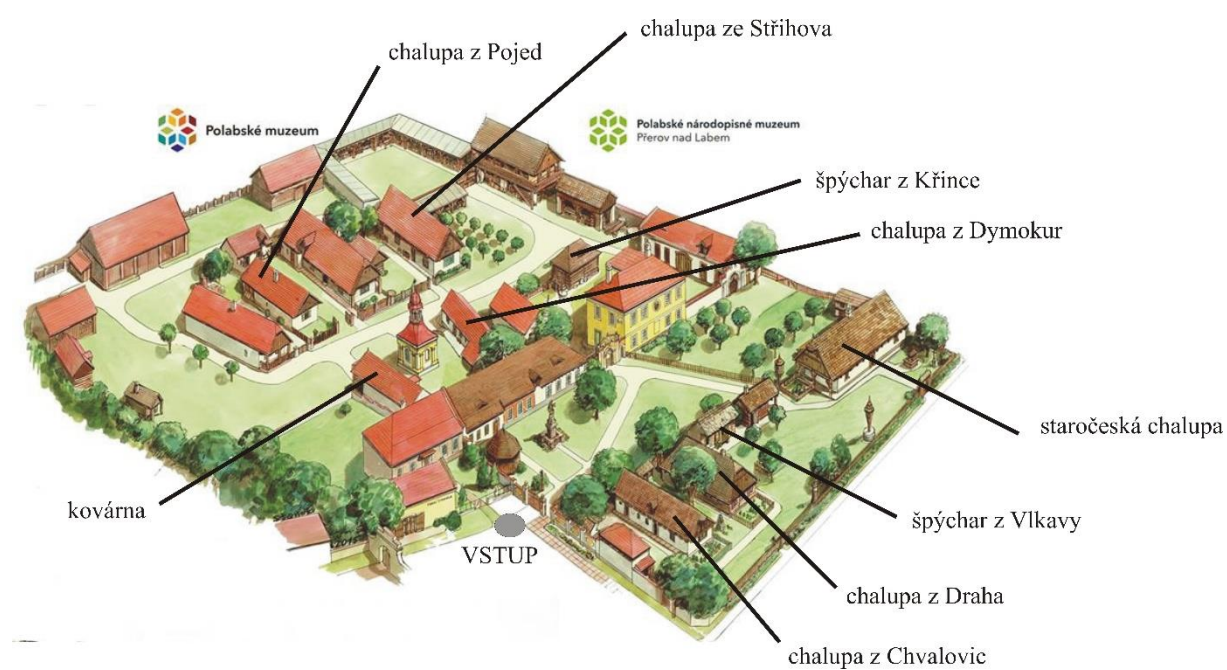 chalupa ze Střihova
chalupa z Pojed
Polabské muzeum
Polabské národopisné muzeum
Přerov nad Labem
špýchar z Křince
chalupa z Dymokur
staročeská chalupa
kovárna
špýchar z Vlkavy
VSTUP
chalupa z Draha
chalupa z Chvalovic